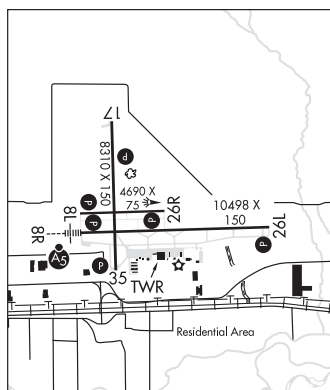 17
8310 X 150
P
4690 X
75
P
P
P
8L
26R
10498 X
150
26L
8R
P
A5
P
35
TWR
Residential Area